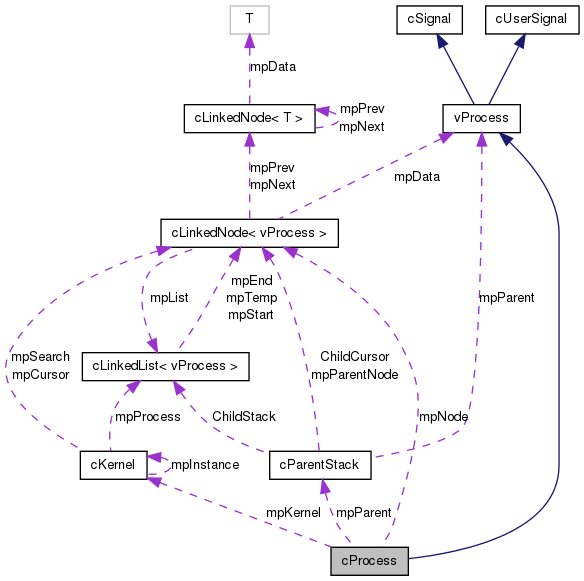 T
cSignal
cUserSignal
mpData
cLinkedNode< T >
mpPrev
mpNext
vProcess
mpPrev
mpNext
mpData
cLinkedNode< vProcess >
mpList
mpEnd
mpTemp
mpStart
mpParent
mpSearch
mpCursor
cLinkedList< vProcess >
ChildCursor
mpParentNode
mpProcess
ChildStack
mpNode
cKernel
mpInstance
cParentStack
mpKernel
mpParent
cProcess